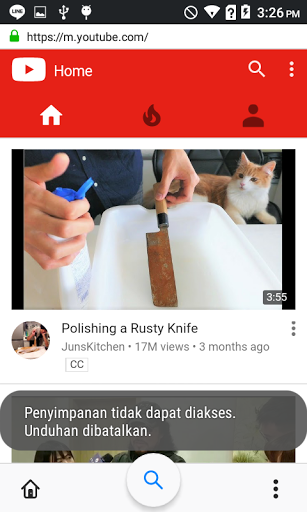 LINE
3:26 PM
https://m.youtube.com/
Home
3:55
Polishing a Rusty Knife
JunsKitchen • 17M views • 3 months ago
CC
Penyimpanan tidak dapat diakses.
Unduhan dibatalkan.